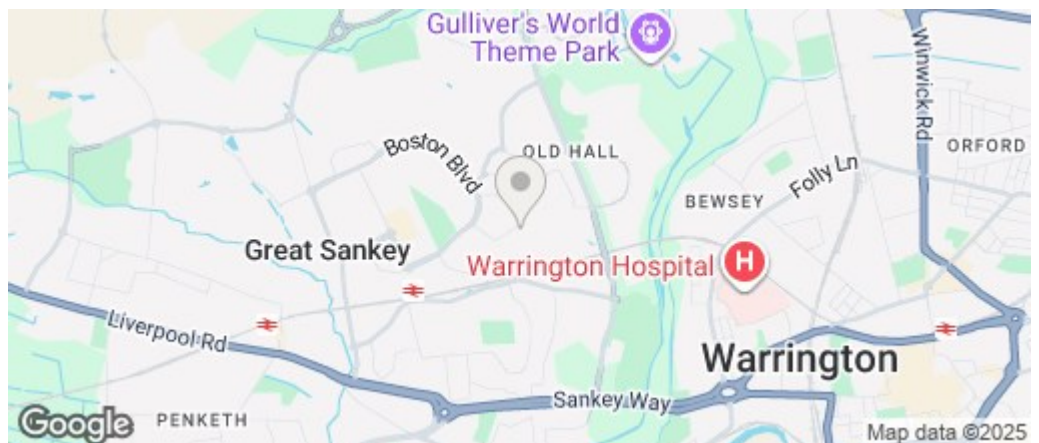 Gulliver's World
Theme Park
Winwick Rd
Boston Blvd
OLD HALL
ORFORD
Folly Ln
BEWSEY
Great Sankey
Warrington Hospital
H
Liverpool Rd
Warrington
Sankey Way
PENKETH
Google
Map data ©2025